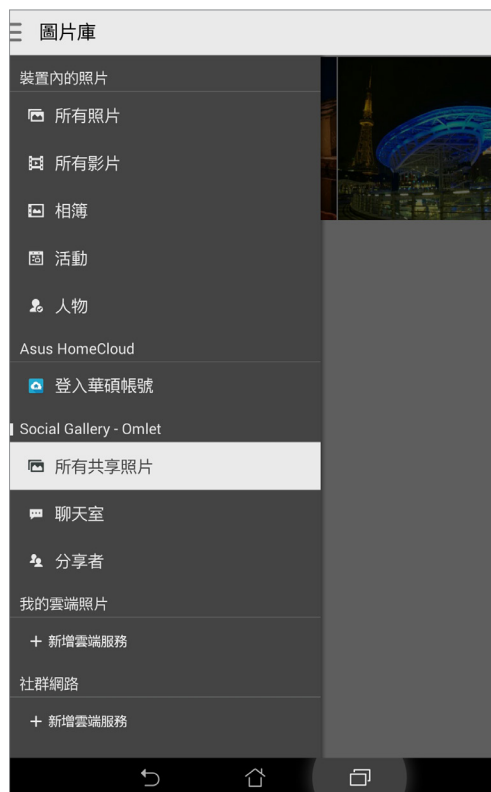 圖片庫
裝置內的照片
所有照片
所有影片
相簿
活動
人物
Asus HomeCloud
登入華碩帳號
Social Gallery - Omlet
所有共享照片
聊天室
分享者
我的雲端照片
+ 新增雲端服務
社群網路
+ 新增雲端服務